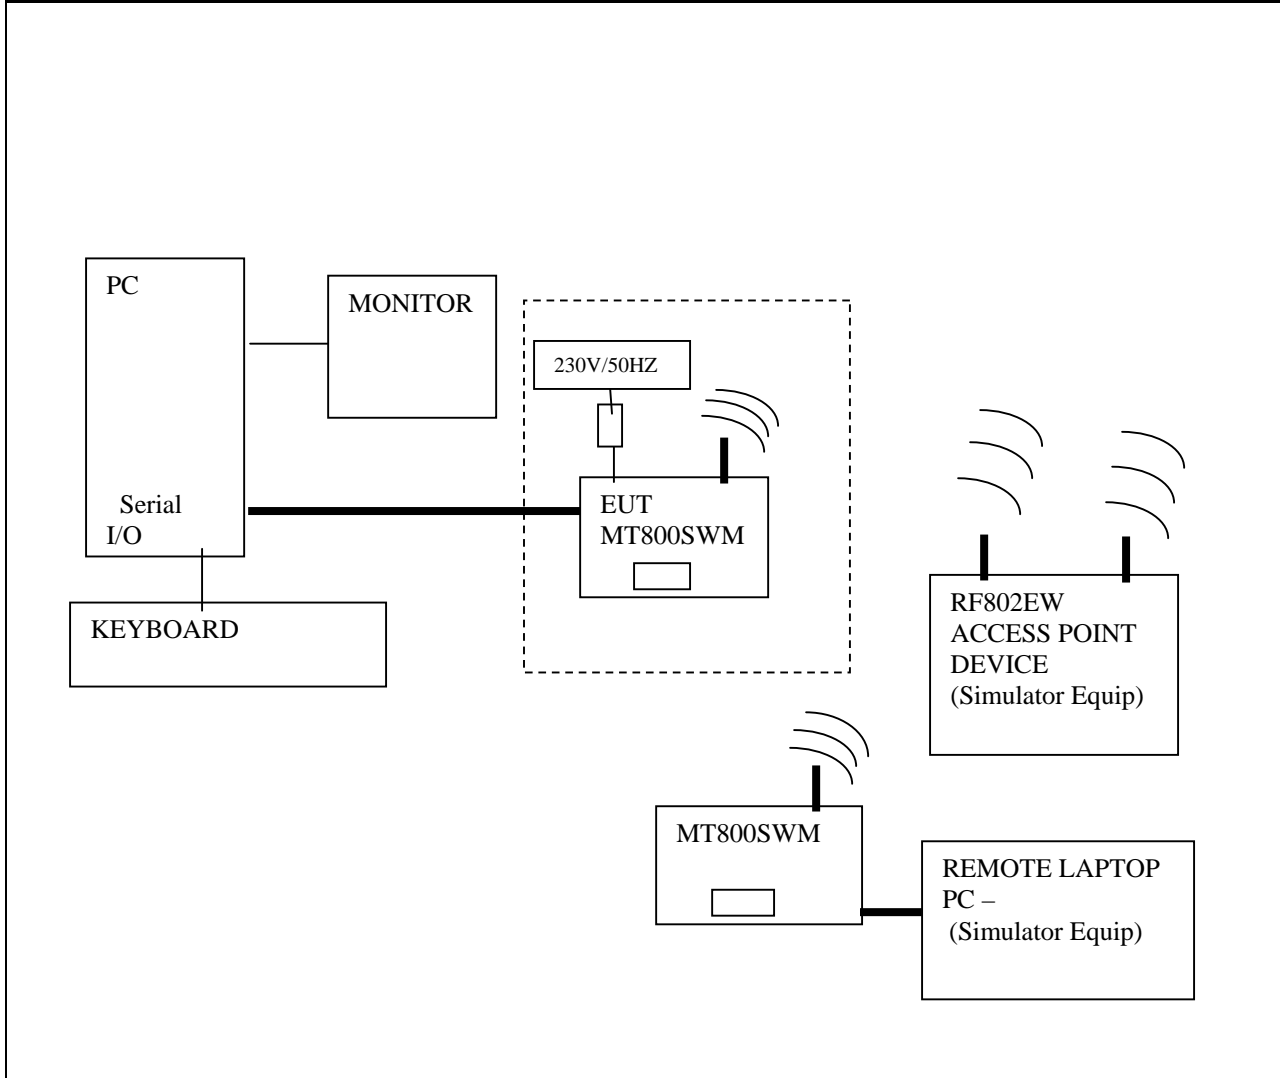 PC
MONITOR
230V/50HZ
Serial
I/O
EUT
MT800SWM
KEYBOARD
RF802EW
ACCESS POINT
DEVICE
(Simulator Equip)
MT800SWM
REMOTE LAPTOP
PC –
(Simulator Equip)